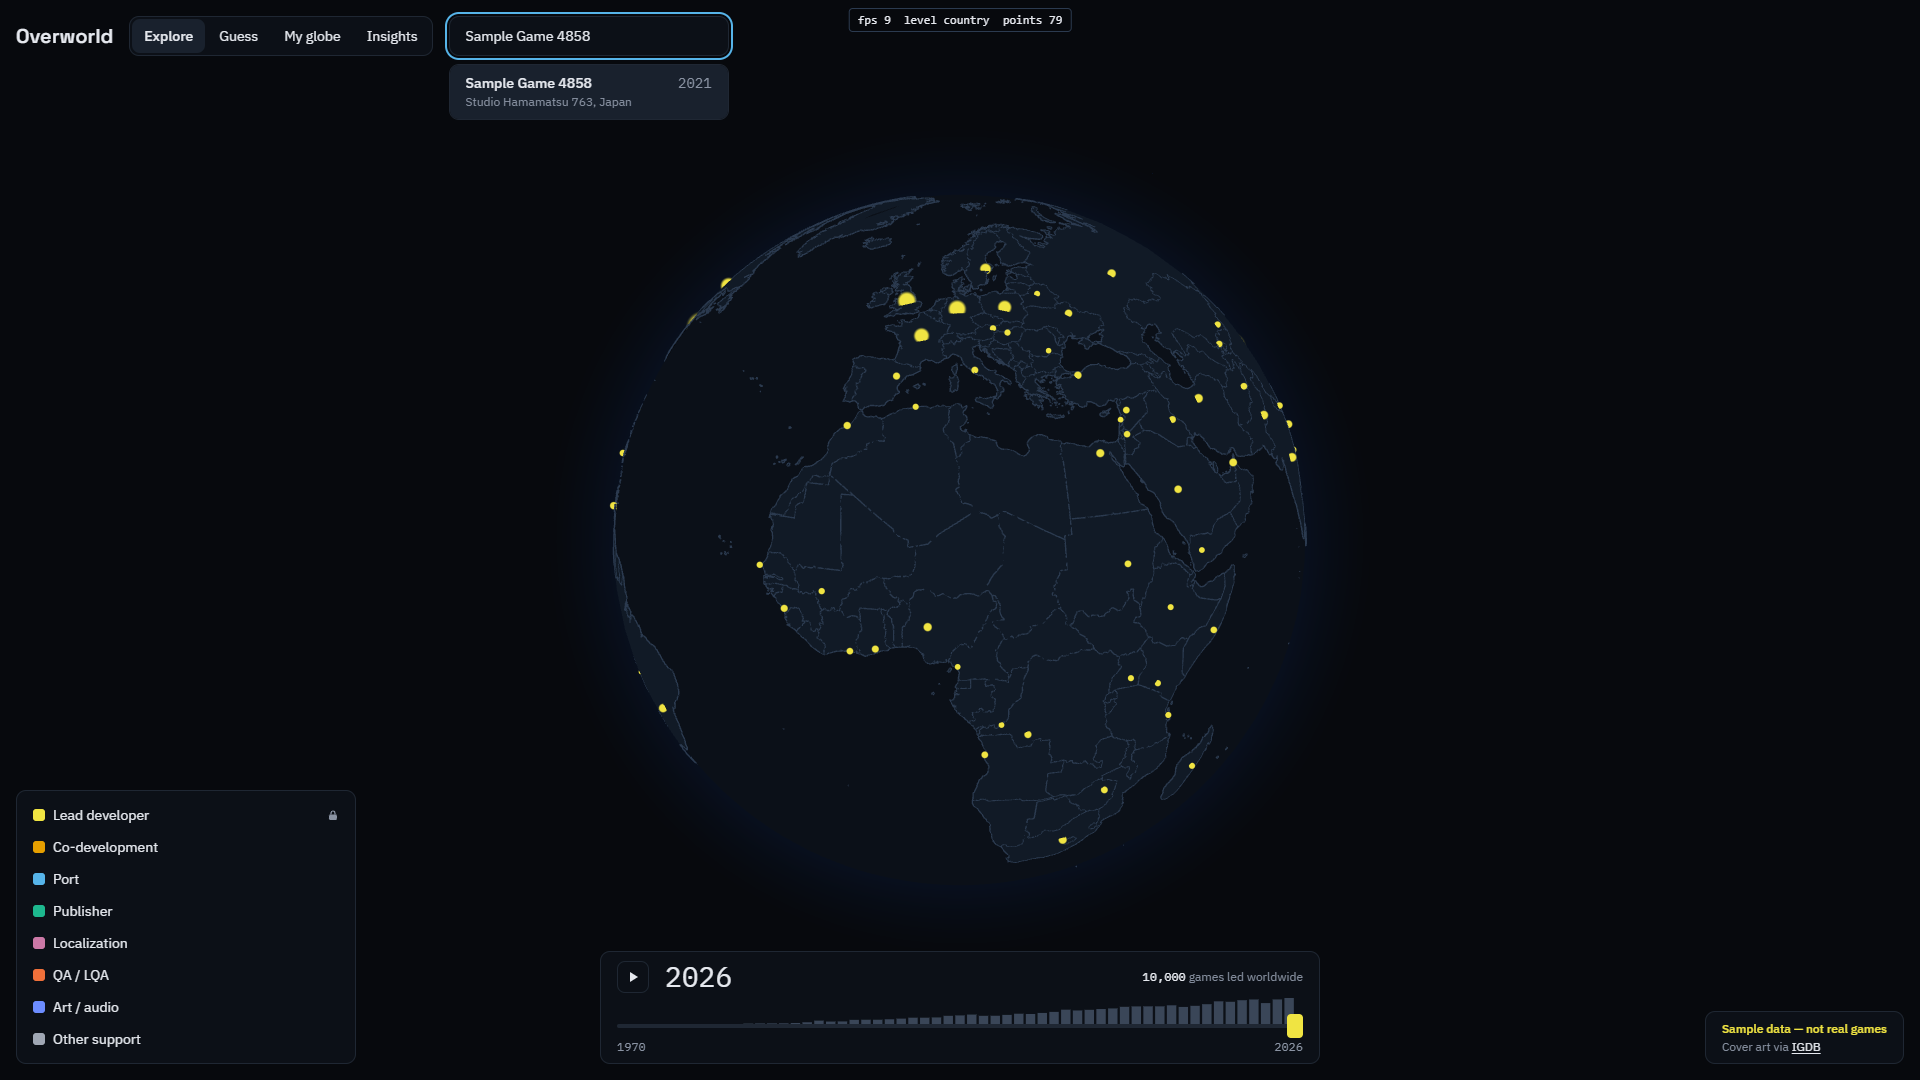 Overworld
Explore Guess My globe Insights
Sample Game 4858
fps 9 level country points 79
Sample Game 4858 2021
Studio Hamamatsu 763, Japan
Lead developer
Co-development
Port
Publisher
Localization
QA / LQA
Art / audio
Other support
2026
10,000 games led worldwide
1970 2026
Sample data — not real games
Cover art via IGDB